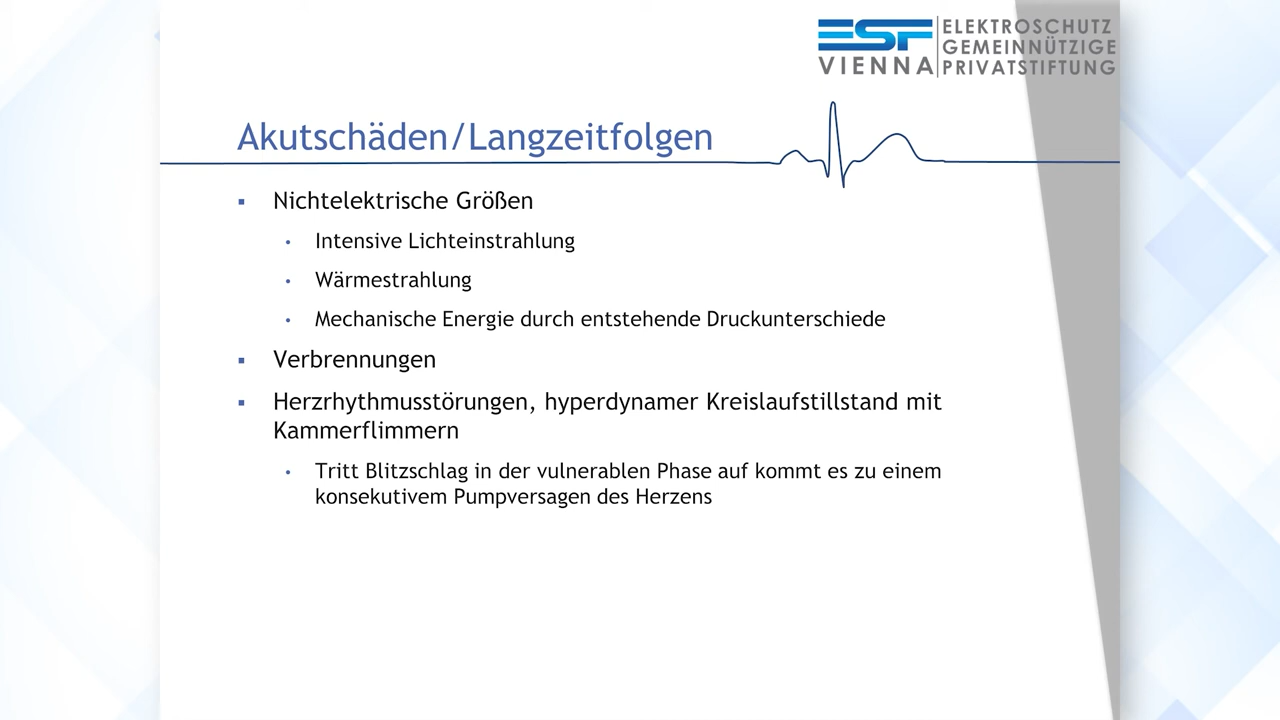 ESF
VIENNA
ELEKTROSCHUTZ
GEMEINNÜTZIGE
PRIVATSTIFTUNG
Akutschäden/Langzeitfolgen
▪ Nichtelektrische Größen
• Intensive Lichteinstrahlung
• Wärmestrahlung
• Mechanische Energie durch entstehende Druckunterschiede
▪ Verbrennungen
▪ Herzrhythmusstörungen, hyperdynamer Kreislaufstillstand mit
Kammerflimmern
• Tritt Blitzschlag in der vulnerablen Phase auf kommt es zu einem
konsekutivem Pumpversagen des Herzens